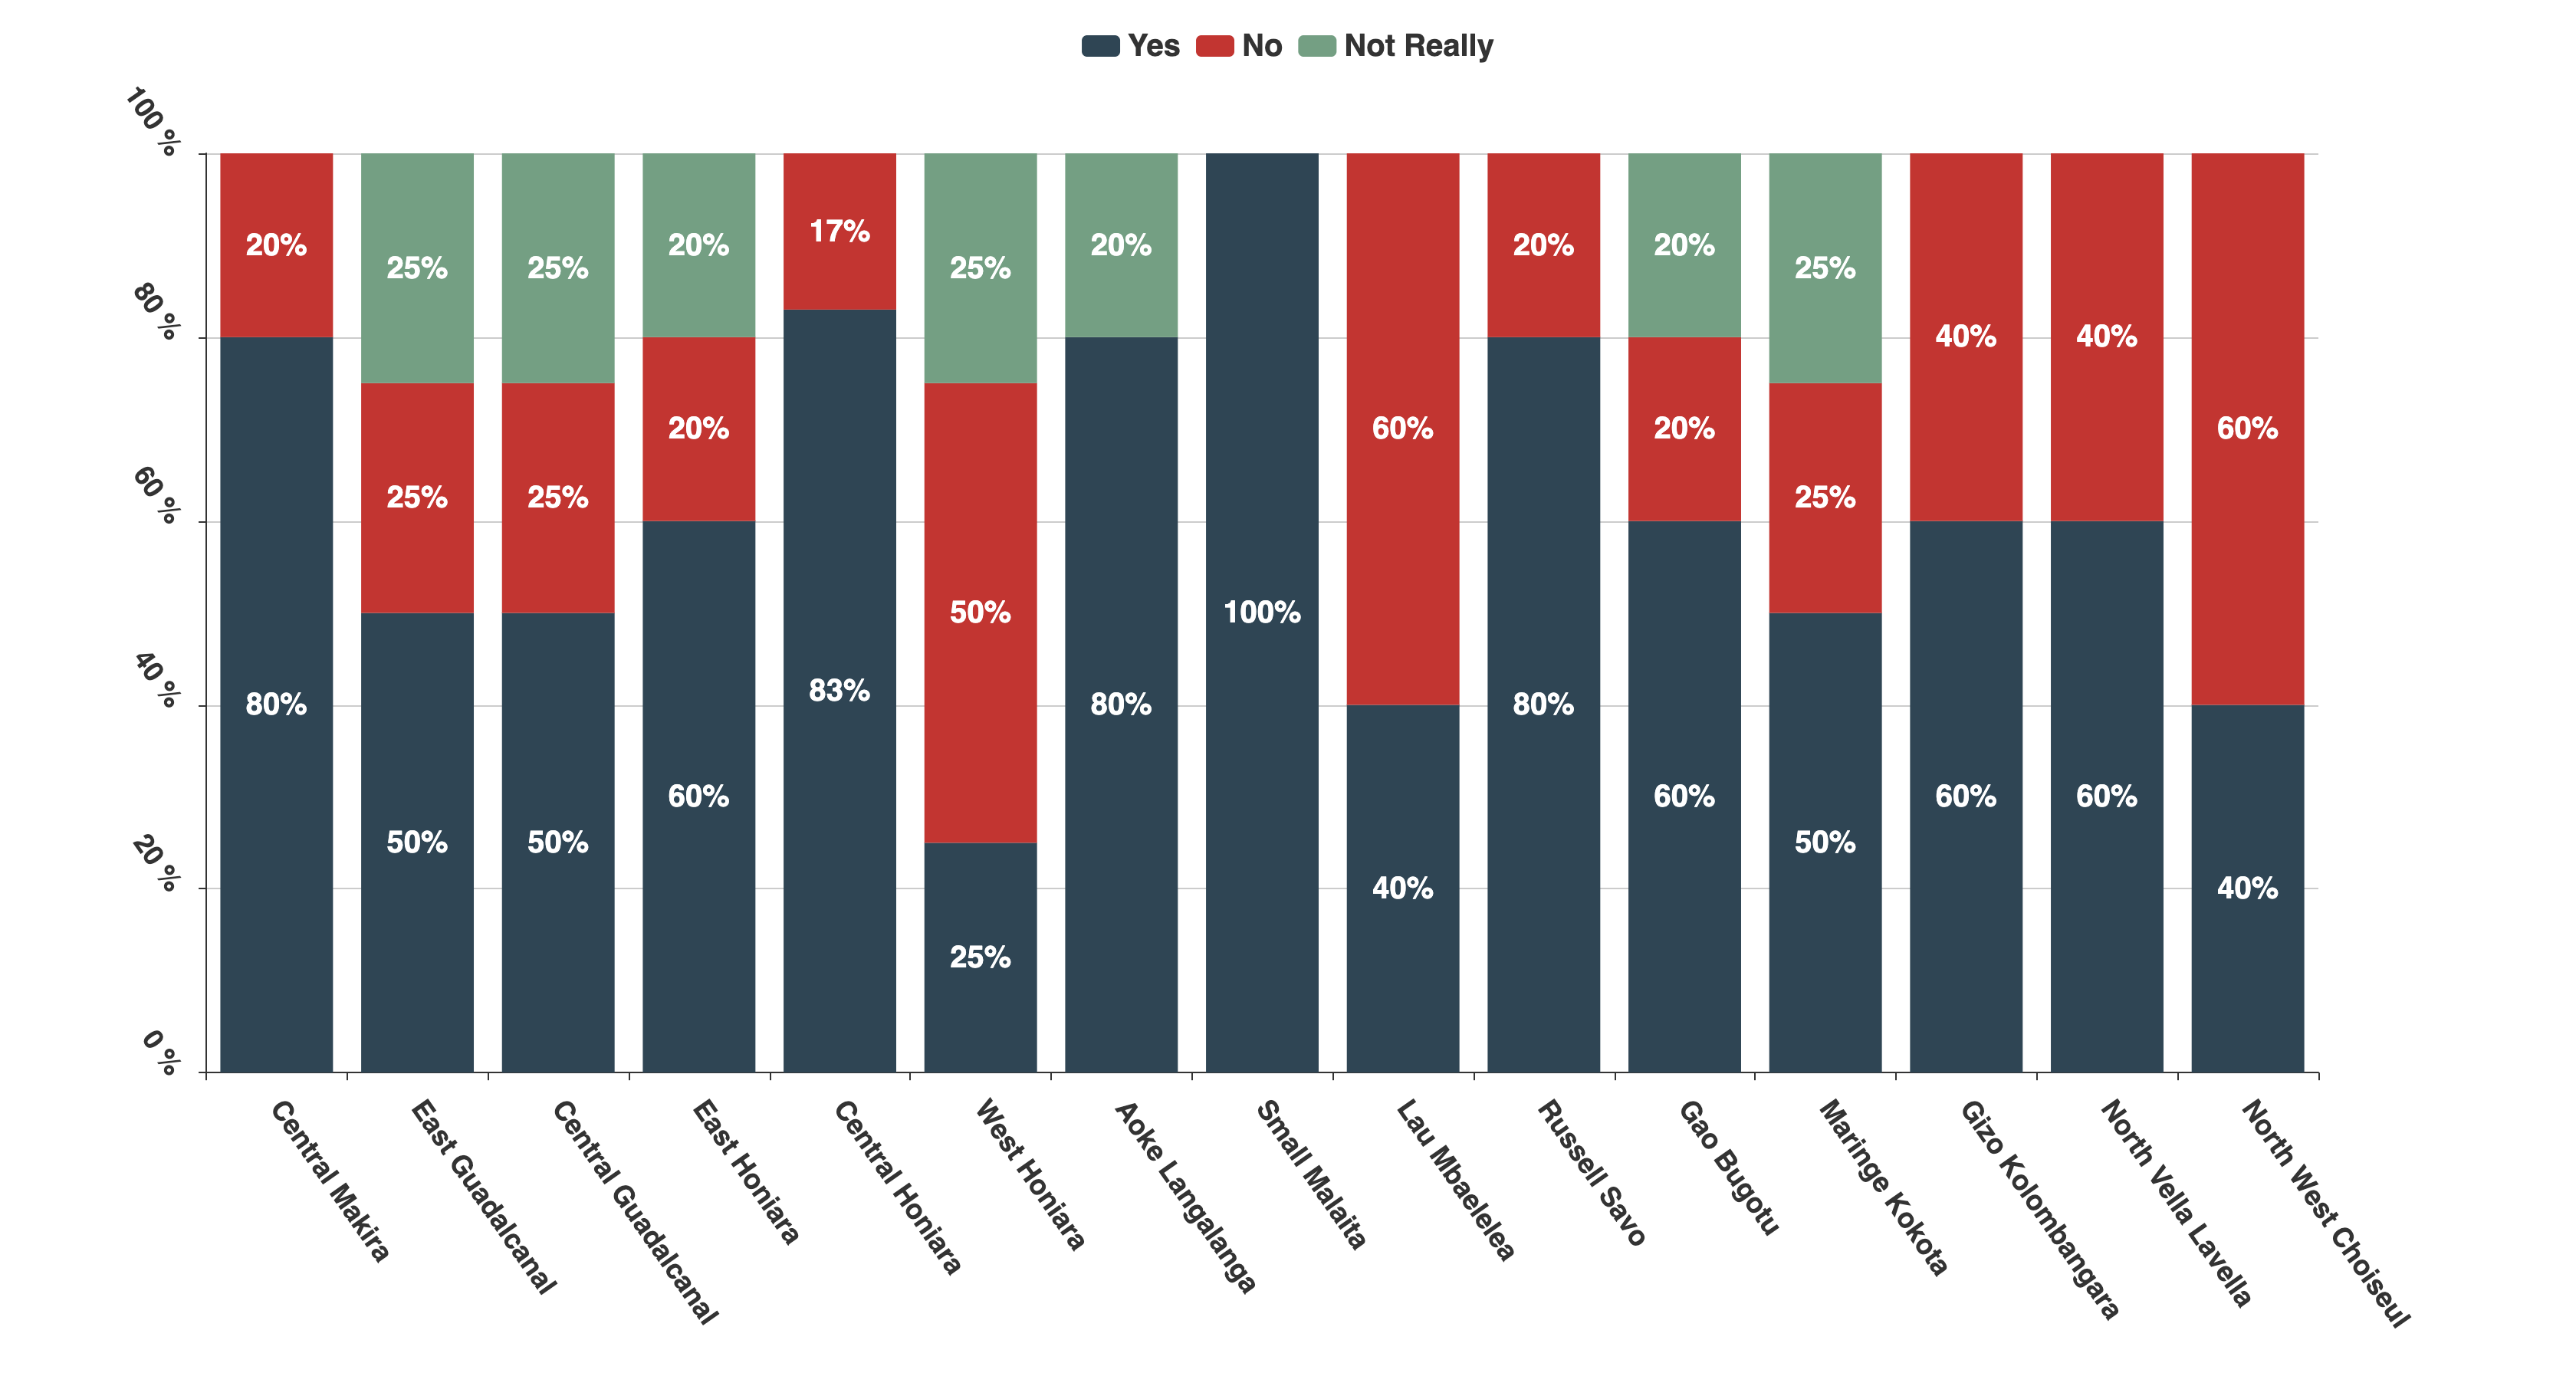 Yes No Not Really
100 %
80 %
60 %
40 %
20 %
0 %
20% 25% 25% 20% 17% 25% 20% 20% 20% 25%
40% 40%
25% 25% 20% 50% 60% 20% 25% 60%
80% 50% 50% 60% 83% 25% 80% 100% 40% 80% 60% 50% 60% 60% 40%
Central Makira
East Guadalcanal
Central Guadalcanal
East Honiara
Central Honiara
West Honiara
Aoke Langalanga
Small Malaita
Lau Mbaelelea
Russell Savo
Gao Bugotu
Maringe Kokota
Gizo Kolombangara
North Vella Lavella
North West Choiseul